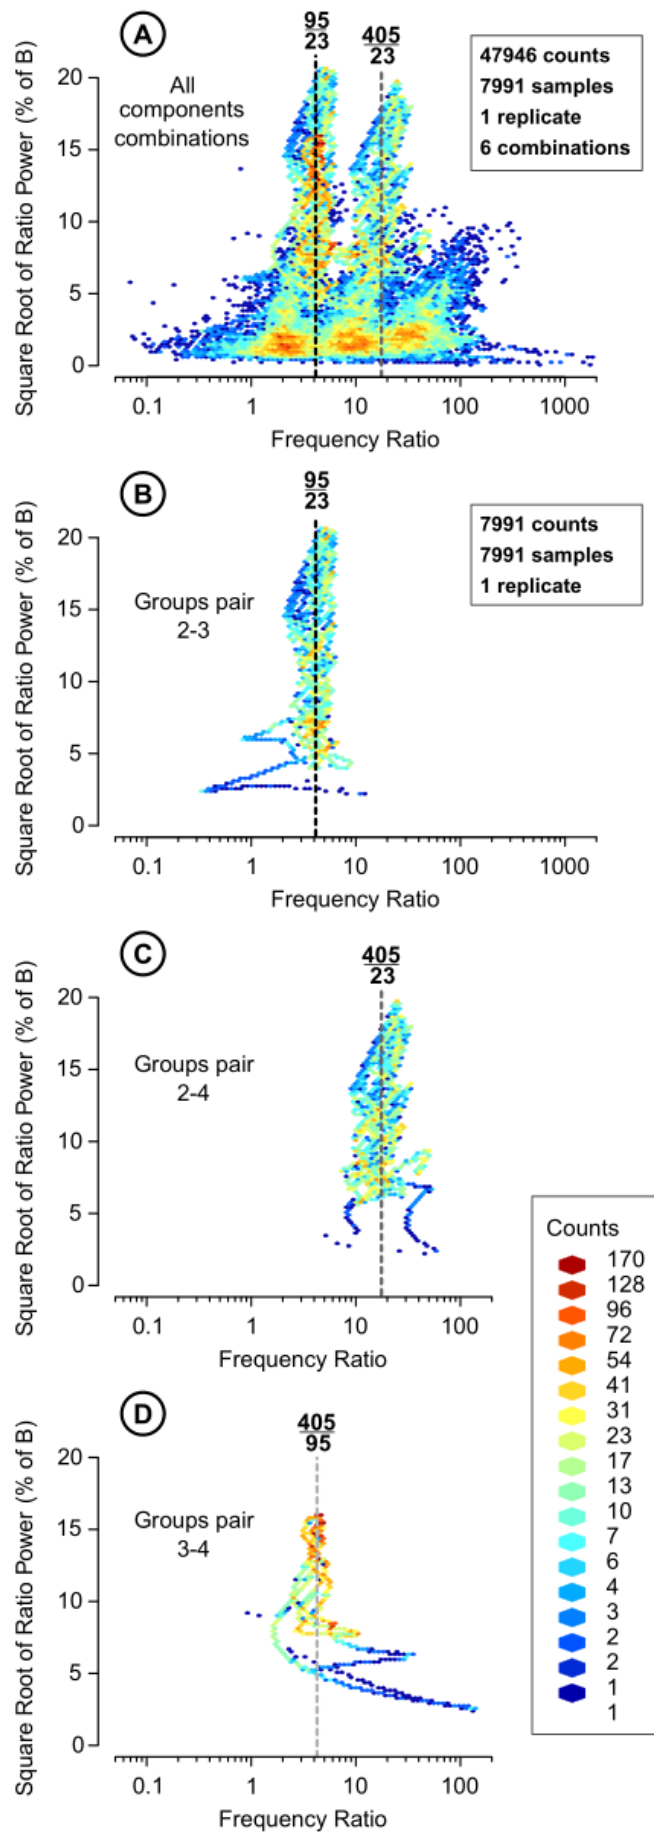 A
95
23
405
23
All
components
combinations
47946 counts
7991 samples
1 replicate
6 combinations
Square Root of Ratio Power (% of B)
20
15
10
5
0
0.1 1 10 100 1000
Frequency Ratio
B
95
23
Groups pair
2-3
7991 counts
7991 samples
1 replicate
Square Root of Ratio Power (% of B)
20
15
10
5
0
0.1 1 10 100 1000
Frequency Ratio
C
405
23
Groups pair
2-4
Square Root of Ratio Power (% of B)
20
15
10
5
0
0.1 1 10 100
Frequency Ratio
D
405
95
Groups pair
3-4
Square Root of Ratio Power (% of B)
20
15
10
5
0
0.1 1 10 100
Frequency Ratio
Counts
170
128
96
72
54
41
31
23
17
13
10
7
6
4
3
2
2
1
1